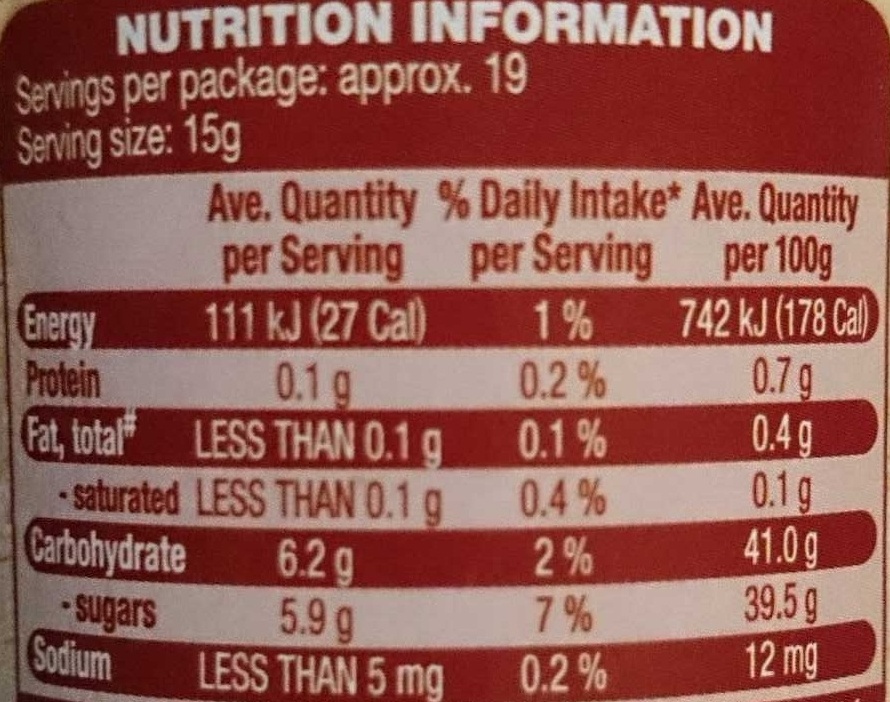 NUTRITION INFORMATION
Servings per package: approx. 19
Serving size: 15g
Ave. Quantity % Daily Intake* Ave. Quantity
per Serving per Serving per 100g
Energy 111 kJ (27 Cal) 1 % 742 kJ (178 Cal)
Protein 0.1 g 0.2 % 0.7 g
Fat, total# LESS THAN 0.1 g 0.1 % 0.4 g
- saturated LESS THAN 0.1 g 0.4 % 0.1 g
Carbohydrate 6.2 g 2 % 41.0 g
- sugars 5.9 g 7 % 39.5 g
Sodium LESS THAN 5 mg 0.2 % 12 mg